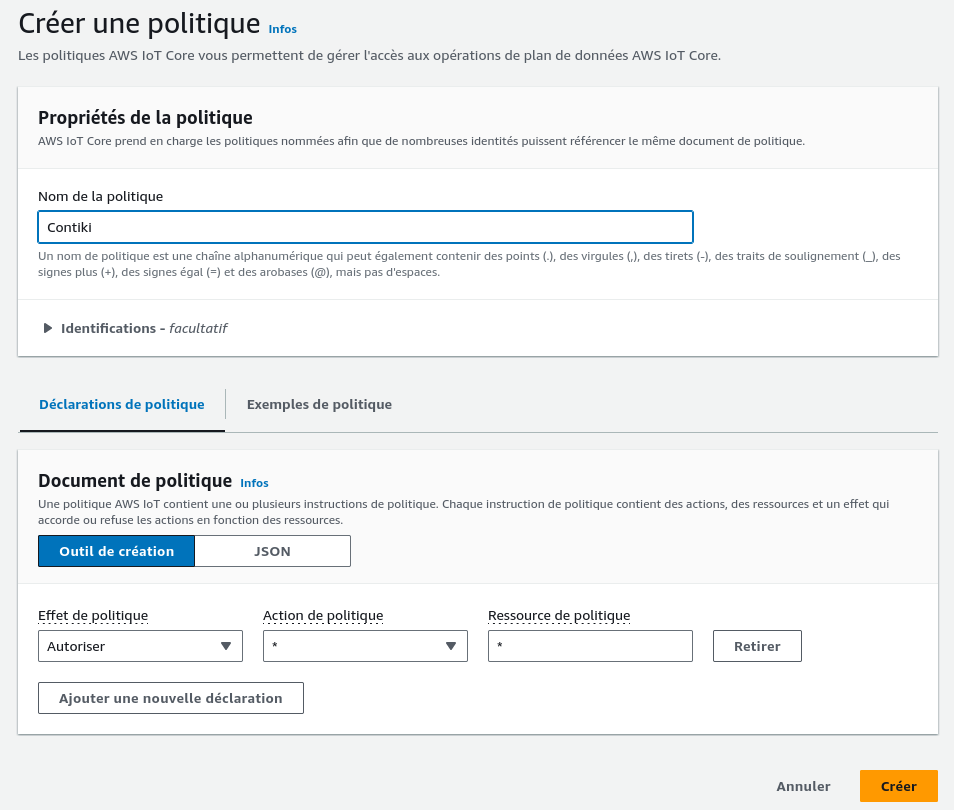 Créer une politique Infos
Les politiques AWS IoT Core vous permettent de gérer l'accès aux opérations de plan de données AWS IoT Core.
Propriétés de la politique
AWS IoT Core prend en charge les politiques nommées afin que de nombreuses identités puissent référencer le même document de politique.
Nom de la politique
Contiki
Un nom de politique est une chaîne alphanumérique qui peut également contenir des points (.), des virgules (,), des tirets (-), des traits de soulignement (_), des
signes plus (+), des signes égal (=) et des arobases (@), mais pas d'espaces.
Identifications - facultatif
Déclarations de politique Exemples de politique
Document de politique Infos
Une politique AWS IoT contient une ou plusieurs instructions de politique. Chaque instruction de politique contient des actions, des ressources et un effet qui
accorde ou refuse les actions en fonction des ressources.
Outil de création JSON
Effet de politique Action de politique Ressource de politique
Autoriser * * Retirer
Ajouter une nouvelle déclaration
Annuler Créer